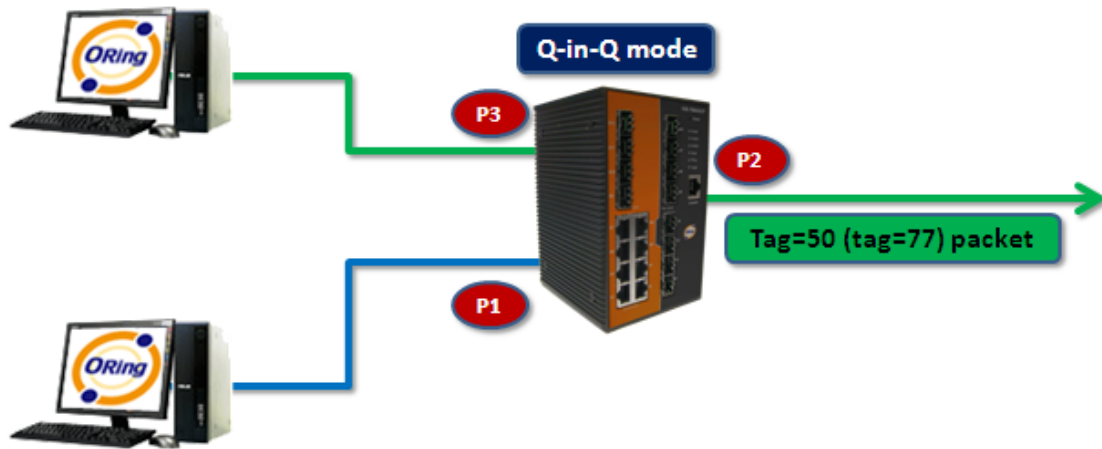 ORing
Q-in-Q mode
P3
P2
Tag=50 (tag=77) packet
P1
ORing